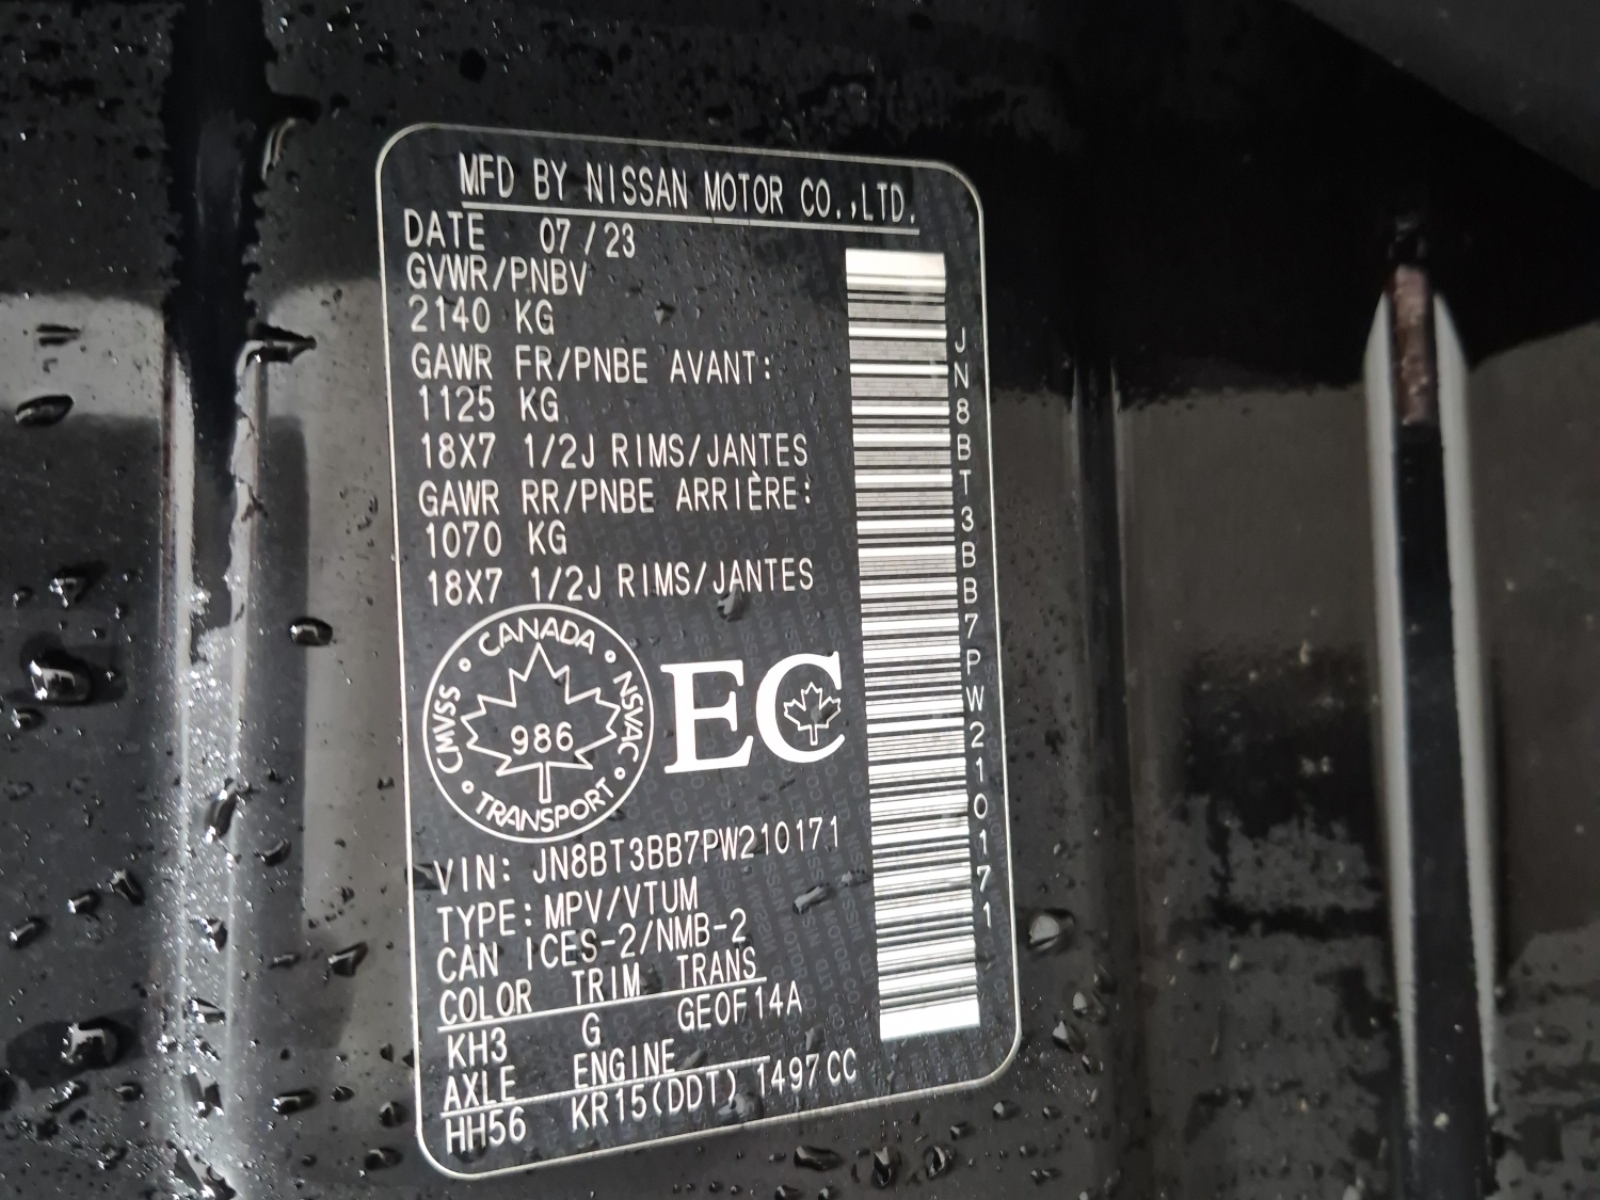 MFD BY NISSAN MOTOR CO.,LTD.
DATE 07/23
GVWR/PNBV
2140 KG
GAWR FR/PNBE AVANT:
1125 KG
18X7 1/2J RIMS/JANTES
GAWR RR/PNBE ARRIÈRE:
1070 KG
18X7 1/2J RIMS/JANTES
CANADA
CMVSS 986 NSVAC
TRANSPORT
EC
VIN: JN8BT3BB7PW210171
TYPE: MPV/VTUM
CAN ICES-2/NMB-2
COLOR TRIM TRANS
KH3 G GEOF14A
AXLE ENGINE
HH56 KR15(DDT) 1497CC
JN8BT3BB7PW210171